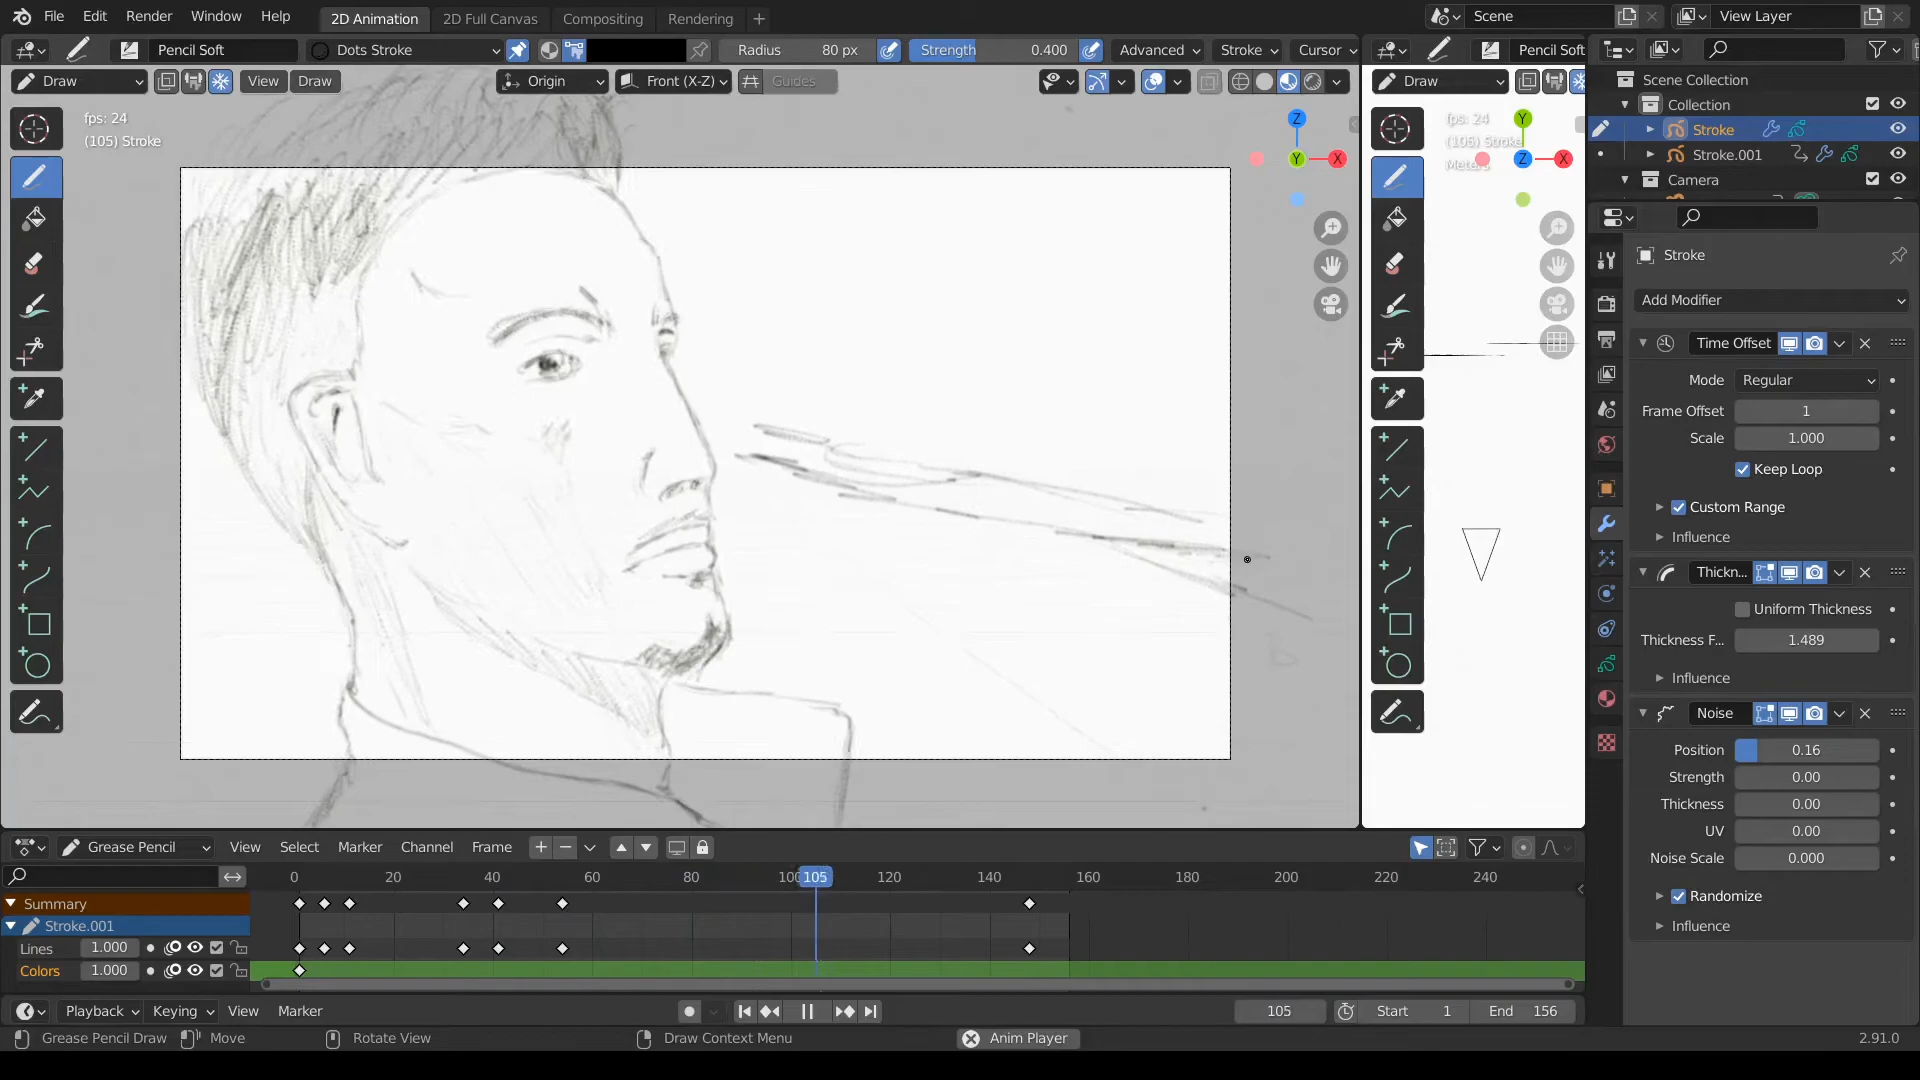 File Edit Render Window Help 2D Animation 2D Full Canvas Compositing Rendering + Scene View Layer
Pencil Soft Dots Stroke Radius 80 px Strength 0.400 Advanced Stroke Cursor Pencil Soft
Draw View Draw Origin Front (X-Z) Guides Draw
fps: 24
(105) Stroke
Z
Y
X
fps: 24
(106) Stroke
Y
Z
X
Scene Collection
Collection
Stroke
Stroke.001
Camera
Stroke
Add Modifier
Time Offset
Mode Regular
Frame Offset 1
Scale 1.000
Keep Loop
Custom Range
Influence
Thickn...
Uniform Thickness
Thickness F... 1.489
Influence
Noise
Position 0.16
Strength 0.00
Thickness 0.00
UV 0.00
Noise Scale 0.000
Randomize
Influence
Grease Pencil View Select Marker Channel Frame
0 20 40 60 80 105 120 140 160 180 200 220 240
Summary
Stroke.001
Lines 1.000
Colors 1.000
Playback Keying View Marker 105 Start 1 End 156
Grease Pencil Draw Move Rotate View Draw Context Menu Anim Player 2.91.0